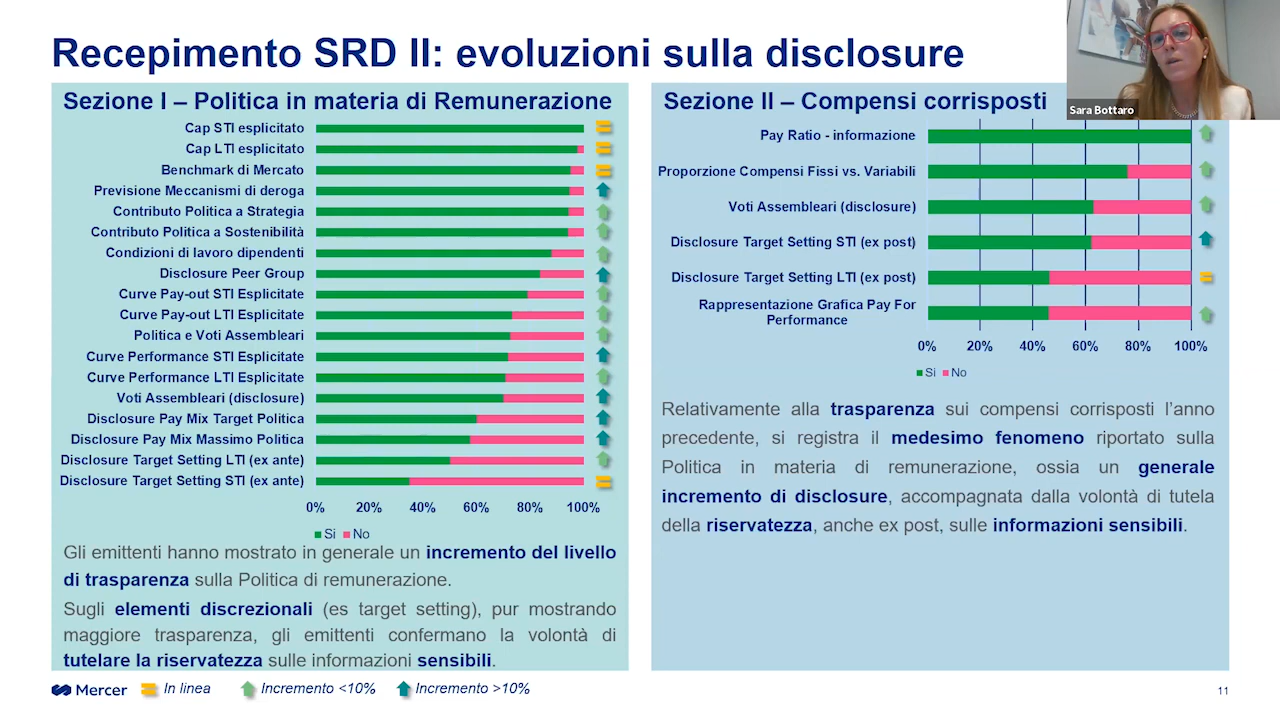 Recepimento SRD II: evoluzioni sulla disclosure
Sara Bottaro
Sezione I – Politica in materia di Remunerazione
Cap STI esplicitato
Cap LTI esplicitato
Benchmark di Mercato
Previsione Meccanismi di deroga
Contributo Politica a Strategia
Contributo Politica a Sostenibilità
Condizioni di lavoro dipendenti
Disclosure Peer Group
Curve Pay-out STI Esplicitate
Curve Pay-out LTI Esplicitate
Politica e Voti Assembleari
Curve Performance STI Esplicitate
Curve Performance LTI Esplicitate
Voti Assembleari (disclosure)
Disclosure Pay Mix Target Politica
Disclosure Pay Mix Massimo Politica
Disclosure Target Setting LTI (ex ante)
Disclosure Target Setting STI (ex ante)
0% 20% 40% 60% 80% 100%
Si No
Gli emittenti hanno mostrato in generale un incremento del livello
di trasparenza sulla Politica di remunerazione.
Sugli elementi discrezionali (es target setting), pur mostrando
maggiore trasparenza, gli emittenti confermano la volontà di
tutelare la riservatezza sulle informazioni sensibili.
Sezione II – Compensi corrisposti
Pay Ratio - informazione
Proporzione Compensi Fissi vs. Variabili
Voti Assembleari (disclosure)
Disclosure Target Setting STI (ex post)
Disclosure Target Setting LTI (ex post)
Rappresentazione Grafica Pay For
Performance
0% 20% 40% 60% 80% 100%
Si No
Relativamente alla trasparenza sui compensi corrisposti l'anno
precedente, si registra il medesimo fenomeno riportato sulla
Politica in materia di remunerazione, ossia un generale
incremento di disclosure, accompagnata dalla volontà di tutela
della riservatezza, anche ex post, sulle informazioni sensibili.
Mercer In linea Incremento <10% Incremento >10%
11